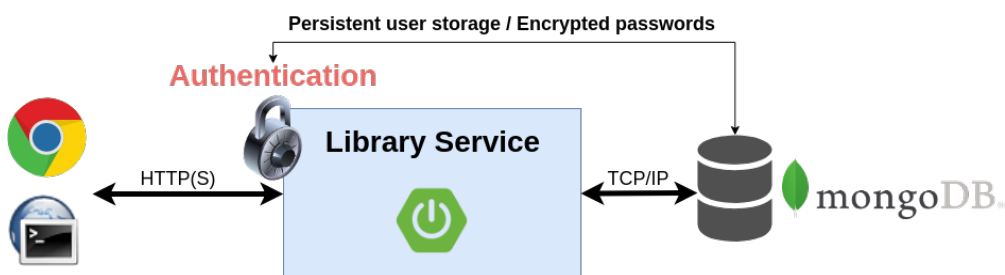 Persistent user storage / Encrypted passwords
Authentication
Library Service
HTTP(S)
TCP/IP
mongoDB®
>_